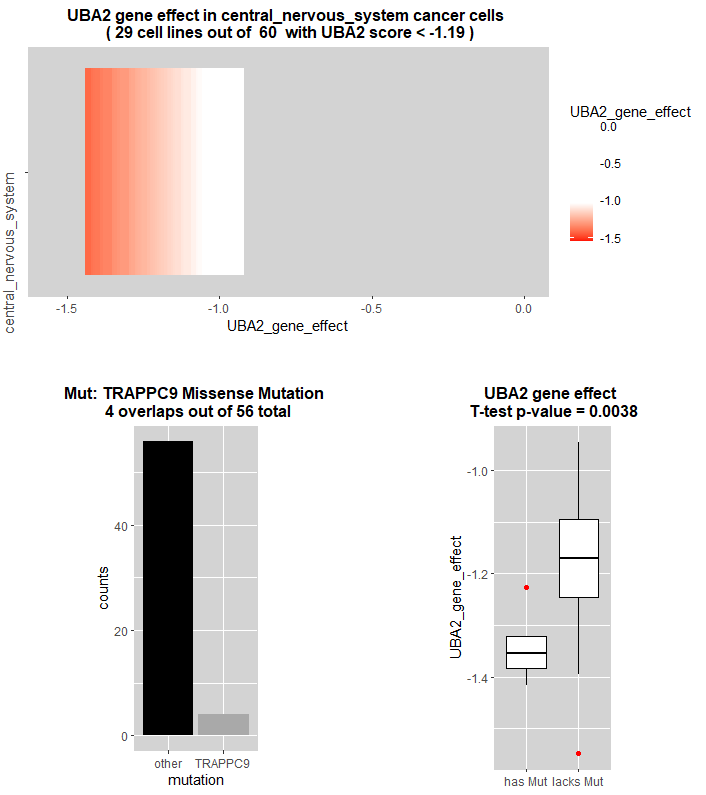 UBA2 gene effect in central_nervous_system cancer cells
( 29 cell lines out of  60  with UBA2 score < -1.19 )
central_nervous_system
-1.5
-1.0
-0.5
0.0
UBA2_gene_effect
UBA2_gene_effect
0.0
-0.5
-1.0
-1.5
Mut: TRAPPC9 Missense Mutation
4 overlaps out of 56 total
counts
40
20
0
other
TRAPPC9
mutation
UBA2 gene effect
T-test p-value = 0.0038
UBA2_gene_effect
-1.0
-1.2
-1.4
has Mut
lacks Mut